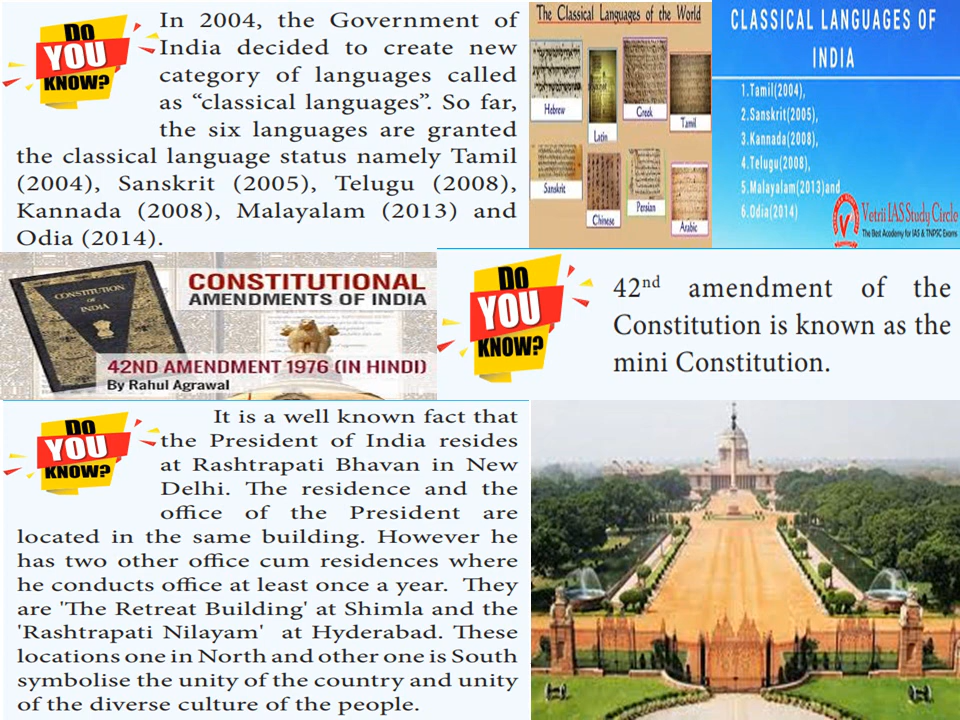 DO
YOU
KNOW?
In 2004, the Government of
India decided to create new
category of languages called
as “classical languages”. So far,
the six languages are granted
the classical language status namely Tamil
(2004), Sanskrit (2005), Telugu (2008),
Kannada (2008), Malayalam (2013) and
Odia (2014).
The Classical Languages of the World
Hebrew
Latin
Greek
Tamil
Sanskrit
Chinese
Persian
Arabic
CLASSICAL LANGUAGES OF
INDIA
1.Tamil(2004),
2.Sanskrit(2005),
3.Kannada(2008),
4.Telugu(2008),
5.Malayalam(2013)and
6.Odia(2014)
Vetrii IAS Study Circle
The Best Academy for IAS & TNPSC Exams
CONSTITUTION
OF
INDIA
CONSTITUTIONAL
AMENDMENTS OF INDIA
42ND AMENDMENT 1976 (IN HINDI)
By Rahul Agrawal
DO
YOU
KNOW?
42nd amendment of the
Constitution is known as the
mini Constitution.
DO
YOU
KNOW?
It is a well known fact that
the President of India resides
at Rashtrapati Bhavan in New
Delhi. The residence and the
office of the President are
located in the same building. However he
has two other office cum residences where
he conducts office at least once a year. They
are 'The Retreat Building' at Shimla and the
'Rashtrapati Nilayam' at Hyderabad. These
locations one in North and other one is South
symbolise the unity of the country and unity
of the diverse culture of the people.